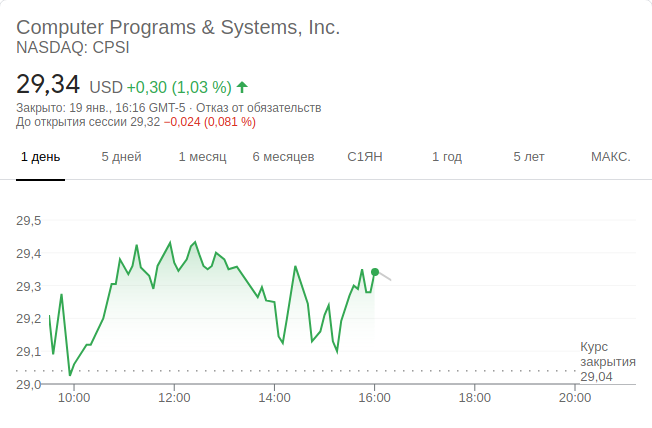 Computer Programs & Systems, Inc.
NASDAQ: CPSI
29,34 USD +0,30 (1,03 %)
Закрыто: 19 янв., 16:16 GMT-5 · Отказ от обязательств
До открытия сессии 29,32 −0,024 (0,081 %)
1 день 5 дней 1 месяц 6 месяцев С1ЯН 1 год 5 лет МАКС.
29,5
29,4
29,3
29,2
29,1
29,0
Курс
закрытия
29,04
10:00 12:00 14:00 16:00 18:00 20:00